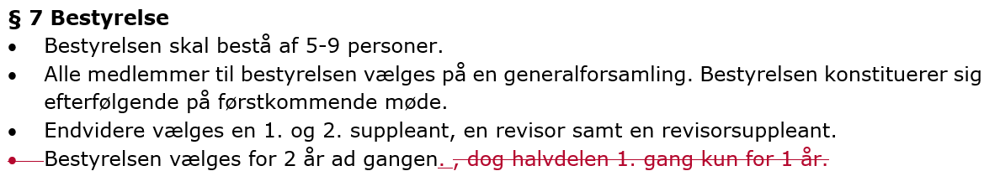 § 7 Bestyrelse
• Bestyrelsen skal bestå af 5-9 personer.
• Alle medlemmer til bestyrelsen vælges på en generalforsamling. Bestyrelsen konstituerer sig
efterfølgende på førstkommende møde.
• Endvidere vælges en 1. og 2. suppleant, en revisor samt en revisorsuppleant.
• Bestyrelsen vælges for 2 år ad gangen. , dog halvdelen 1. gang kun for 1 år.